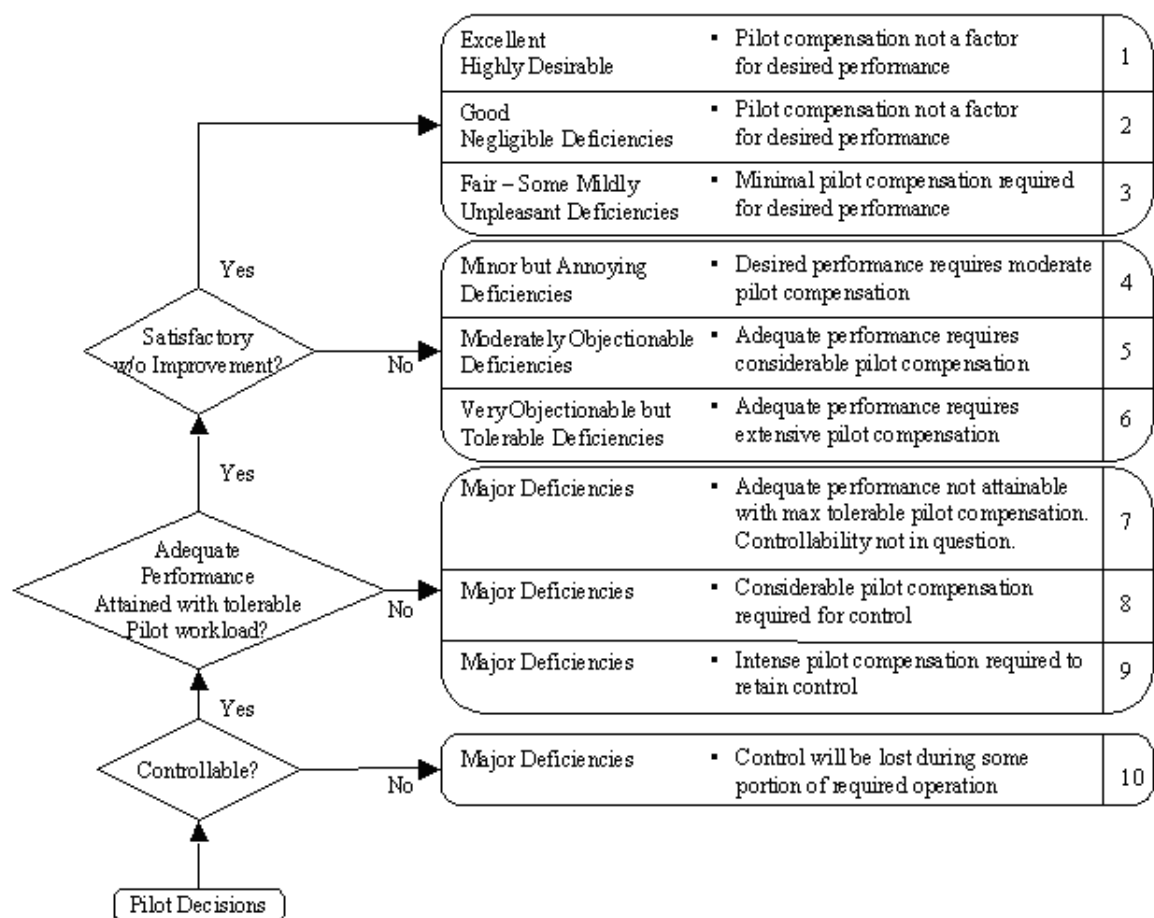 Excellent
Highly Desirable
▪ Pilot compensation not a factor
for desired performance
1
Good
Negligible Deficiencies
▪ Pilot compensation not a factor
for desired performance
2
Fair – Some Mildly
Unpleasant Deficiencies
▪ Minimal pilot compensation required
for desired performance
3
Yes
Satisfactory
w/o Improvement?
No
Minor but Annoying
Deficiencies
▪ Desired performance requires moderate
pilot compensation
4
Moderately Objectionable
Deficiencies
▪ Adequate performance requires
considerable pilot compensation
5
Very Objectionable but
Tolerable Deficiencies
▪ Adequate performance requires
extensive pilot compensation
6
Yes
Adequate
Performance
Attained with tolerable
Pilot workload?
No
Major Deficiencies
▪ Adequate performance not attainable
with max tolerable pilot compensation.
Controllability not in question.
7
Major Deficiencies
▪ Considerable pilot compensation
required for control
8
Major Deficiencies
▪ Intense pilot compensation required to
retain control
9
Yes
Controllable?
No
Major Deficiencies
▪ Control will be lost during some
portion of required operation
10
Pilot Decisions